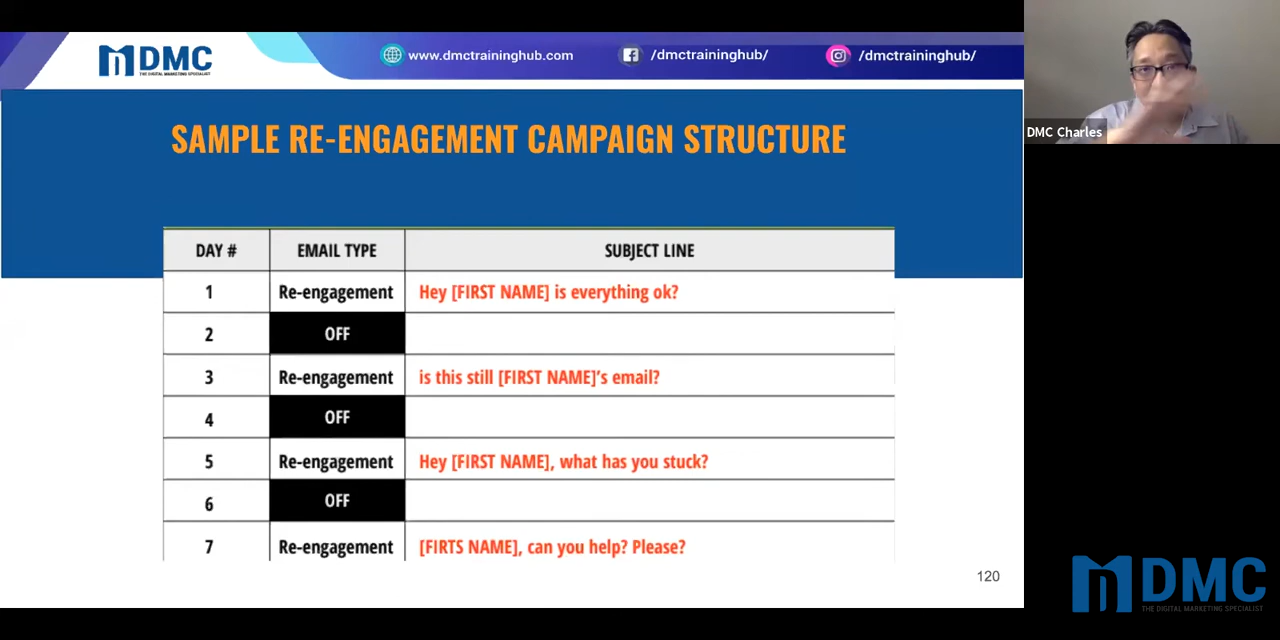 DMC
THE DIGITAL MARKETING SPECIALIST
www.dmctraininghub.com
/dmctraininghub/
/dmctraininghub/
DMC Charles
SAMPLE RE-ENGAGEMENT CAMPAIGN STRUCTURE
DAY # EMAIL TYPE SUBJECT LINE
1 Re-engagement Hey [FIRST NAME] is everything ok?
2 OFF
3 Re-engagement is this still [FIRST NAME]'s email?
4 OFF
5 Re-engagement Hey [FIRST NAME], what has you stuck?
6 OFF
7 Re-engagement [FIRTS NAME], can you help? Please?
120
DMC
THE DIGITAL MARKETING SPECIALIST